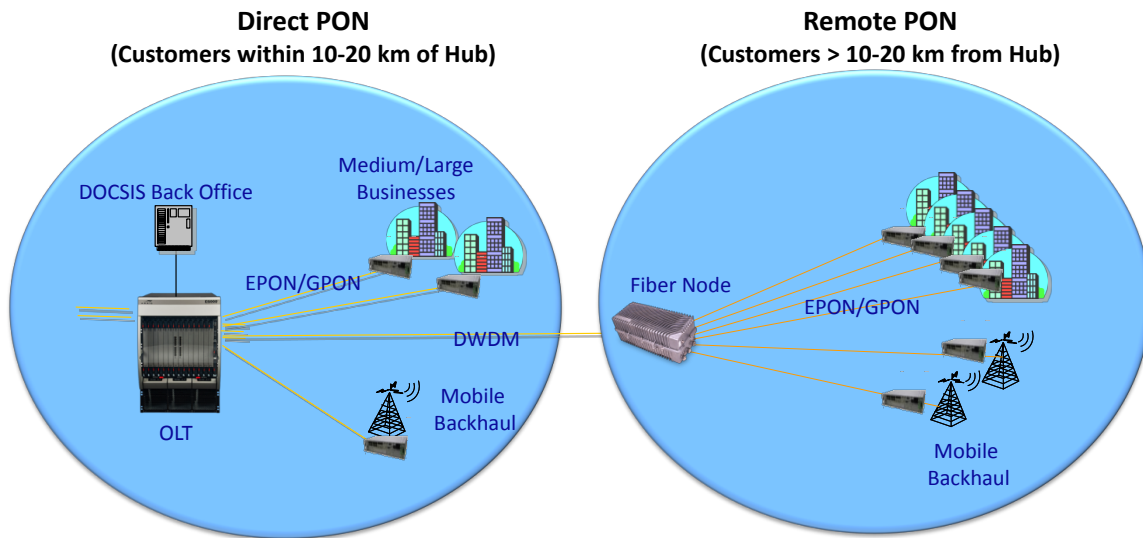 Direct PON
(Customers within 10-20 km of Hub)
Remote PON
(Customers > 10-20 km from Hub)
DOCSIS Back Office
Medium/Large
Businesses
EPON/GPON
DWDM
OLT
Mobile
Backhaul
Fiber Node
EPON/GPON
Mobile
Backhaul